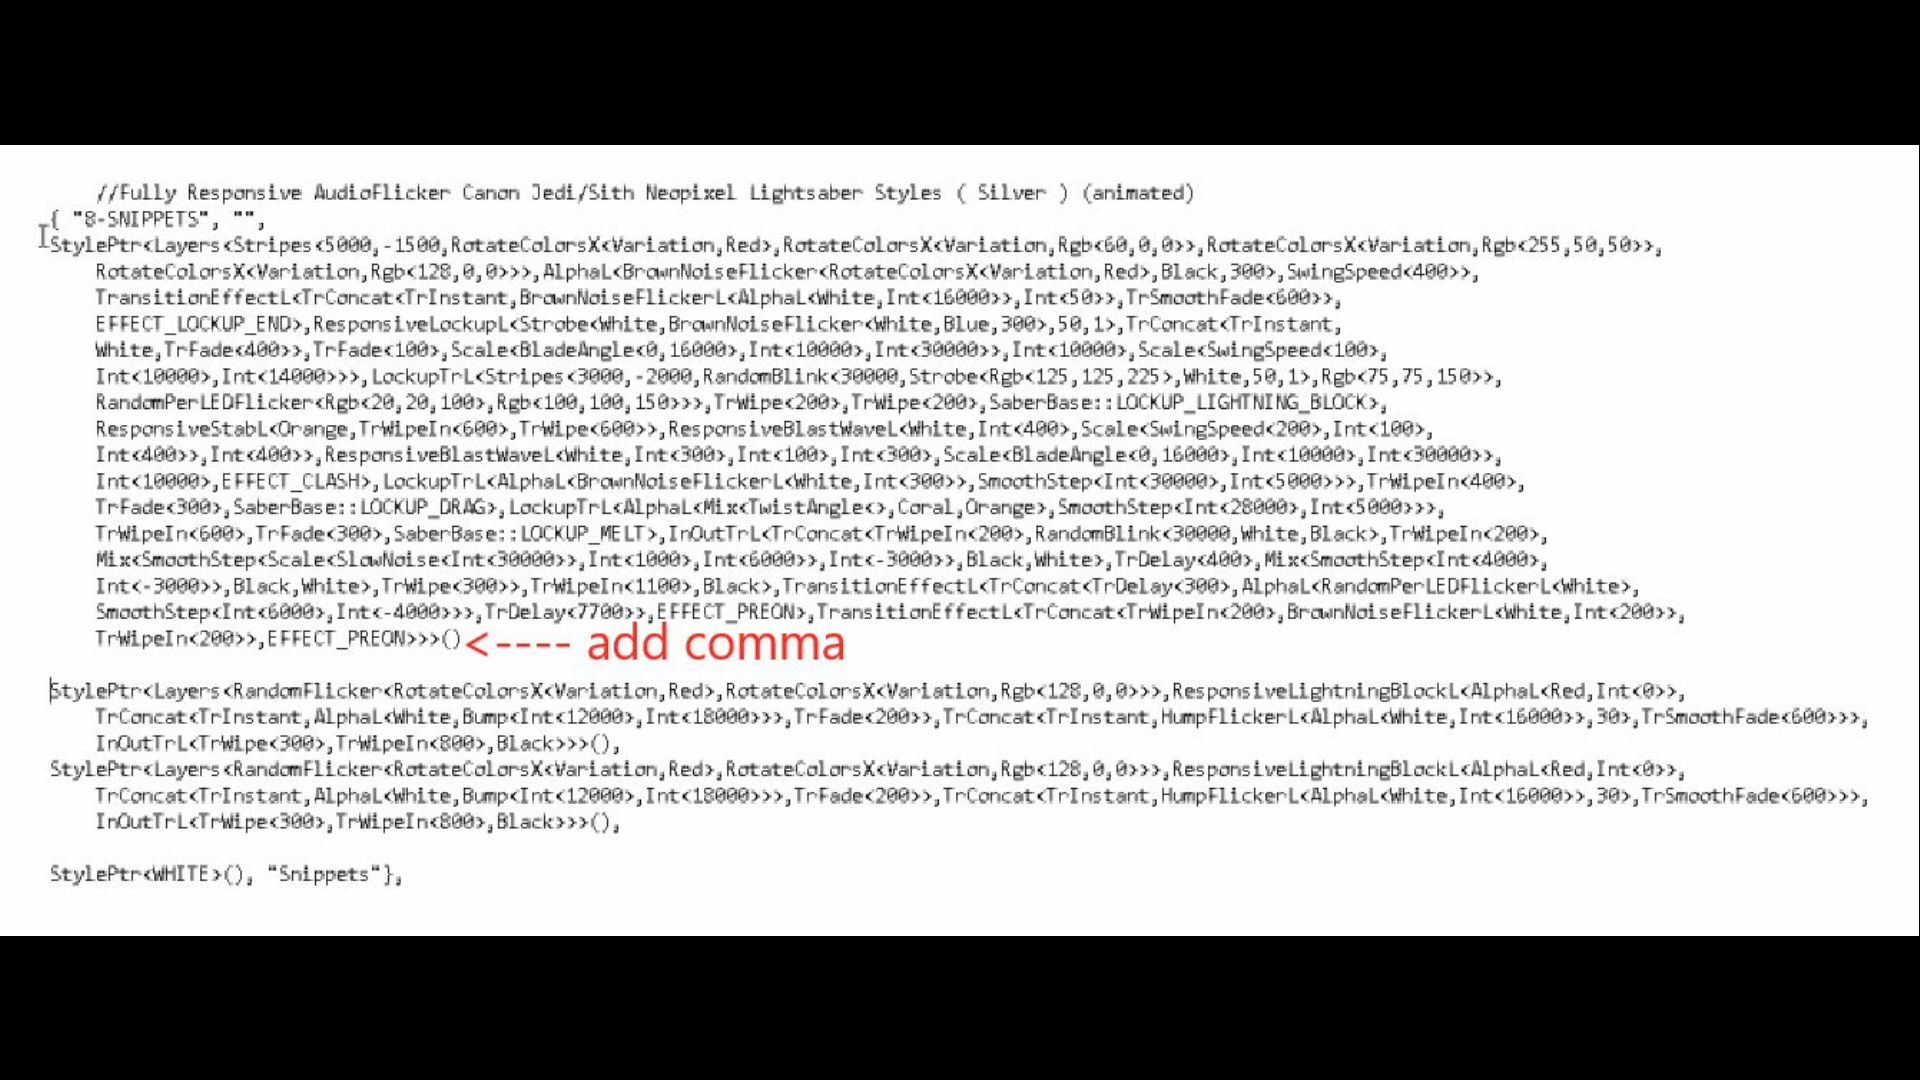 //Fully Responsive AudioFlicker Canon Jedi/Sith Neopixel Lightsaber Styles ( Silver ) (animated)
{ "8-SNIPPETS", "",
StylePtr<Layers<Stripes<5000,-1500,RotateColorsX<Variation,Red>,RotateColorsX<Variation,Rgb<60,0,0>>,RotateColorsX<Variation,Rgb<255,50,50>>,
RotateColorsX<Variation,Rgb<128,0,0>>>,AlphaL<BrownNoiseFlicker<RotateColorsX<Variation,Red>,Black,300>,SwingSpeed<400>>,
TransitionEffectL<TrConcat<TrInstant,BrownNoiseFlickerL<AlphaL<White,Int<16000>>,Int<50>>,TrSmoothFade<600>>,
EFFECT_LOCKUP_END>,ResponsiveLockupL<Strobe<White,BrownNoiseFlicker<White,Blue,300>,50,1>,TrConcat<TrInstant,
White,TrFade<400>>,TrFade<100>,Scale<BladeAngle<0,16000>,Int<10000>,Int<30000>>,Int<10000>,Scale<SwingSpeed<100>,
Int<10000>,Int<14000>>>,LockupTrL<Stripes<3000,-2000,RandomBlink<30000,Strobe<Rgb<125,125,225>,White,50,1>,Rgb<75,75,150>>,
RandomPerLEDFlicker<Rgb<20,20,100>,Rgb<100,100,150>>>,TrWipe<200>,TrWipe<200>,SaberBase::LOCKUP_LIGHTNING_BLOCK>,
ResponsiveStabL<Orange,TrWipeIn<600>,TrWipe<600>>,ResponsiveBlastWaveL<White,Int<400>,Scale<SwingSpeed<200>,Int<100>,
Int<400>>,Int<400>>,ResponsiveBlastWaveL<White,Int<300>,Int<100>,Int<300>,Scale<BladeAngle<0,16000>,Int<10000>,Int<30000>>,
Int<10000>,EFFECT_CLASH>,LockupTrL<AlphaL<BrownNoiseFlickerL<White,Int<300>>,SmoothStep<Int<30000>,Int<5000>>>,TrWipeIn<400>,
TrFade<300>,SaberBase::LOCKUP_DRAG>,LockupTrL<AlphaL<Mix<TwistAngle<>,Coral,Orange>,SmoothStep<Int<28000>,Int<5000>>>,
TrWipeIn<600>,TrFade<300>,SaberBase::LOCKUP_MELT>,InOutTrL<TrConcat<TrWipeIn<200>,RandomBlink<30000,White,Black>,TrWipeIn<200>,
Mix<SmoothStep<Scale<SlowNoise<Int<30000>>,Int<1000>,Int<6000>>,Int<-3000>>,Black,White>,TrDelay<400>,Mix<SmoothStep<Int<4000>,
Int<-3000>>,Black,White>,TrWipe<300>>,TrWipeIn<1100>,Black>,TransitionEffectL<TrConcat<TrDelay<300>,AlphaL<RandomPerLEDFlickerL<White>,
SmoothStep<Int<6000>,Int<-4000>>>,TrDelay<7700>>,EFFECT_PREON>,TransitionEffectL<TrConcat<TrWipeIn<200>,BrownNoiseFlickerL<White,Int<200>>,
TrWipeIn<200>>,EFFECT_PREON>>>() <---- add comma
StylePtr<Layers<RandomFlicker<RotateColorsX<Variation,Red>,RotateColorsX<Variation,Rgb<128,0,0>>>,ResponsiveLightningBlockL<AlphaL<Red,Int<0>>,
TrConcat<TrInstant,AlphaL<White,Bump<Int<12000>,Int<18000>>>,TrFade<200>>,TrConcat<TrInstant,HumpFlickerL<AlphaL<White,Int<16000>>,30>,TrSmoothFade<600>>>,
InOutTrL<TrWipe<300>,TrWipeIn<800>,Black>>>(),
StylePtr<Layers<RandomFlicker<RotateColorsX<Variation,Red>,RotateColorsX<Variation,Rgb<128,0,0>>>,ResponsiveLightningBlockL<AlphaL<Red,Int<0>>,
TrConcat<TrInstant,AlphaL<White,Bump<Int<12000>,Int<18000>>>,TrFade<200>>,TrConcat<TrInstant,HumpFlickerL<AlphaL<White,Int<16000>>,30>,TrSmoothFade<600>>>,
InOutTrL<TrWipe<300>,TrWipeIn<800>,Black>>>(),
StylePtr<WHITE>(), "Snippets"},